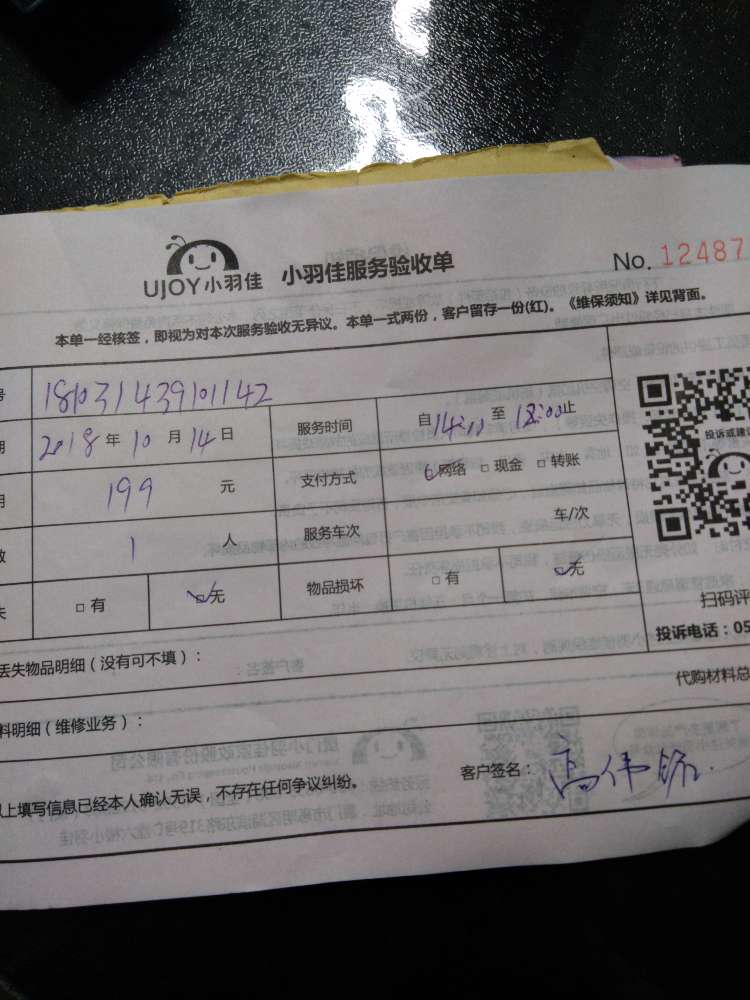 UJOY小羽佳 小羽佳服务验收单 No. 12487
本单一经核签，即视为对本次服务验收无异议。本单一式两份，客户留存一份(红)。《维保须知》详见背面。
号 181031439101142
期 2018 年 10 月 14 日 服务时间 自 14:00 至 18:00 止
用 199 元 支付方式 网络 □ 现金 □ 转账
数 1 人 服务车次 车/次
失 □ 有 □ 无 物品损坏 □ 有 □ 无
投诉或建议
扫码评
投诉电话：05
丢失物品明细（没有可不填）：
代购材料总
料明细（维修业务）：
以上填写信息已经本人确认无误，不存在任何争议纠纷。
客户签名： 高伟